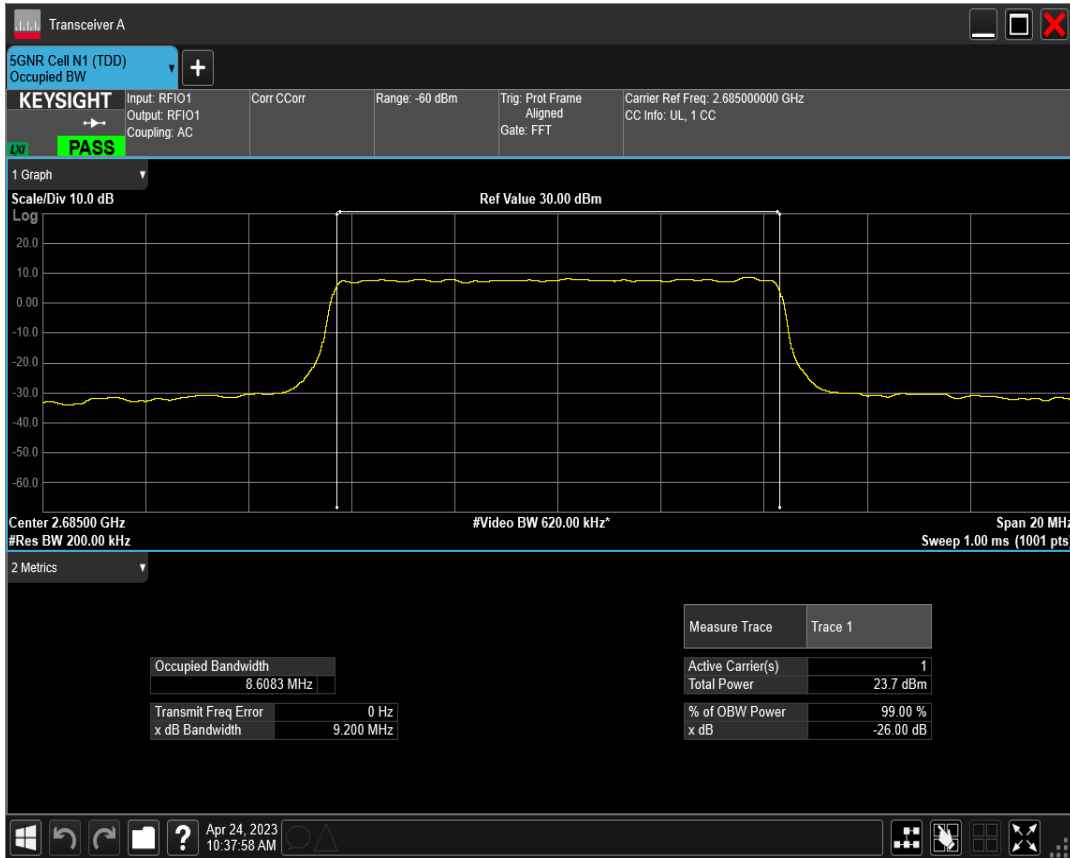 Transceiver A
5GNR Cell N1 (TDD)
Occupied BW
+
KEYSIGHT
LXI
PASS
Input: RFIO1
Output: RFIO1
Coupling: AC
Corr CCorr
Range: -60 dBm
Trig: Prot Frame
Aligned
Gate: FFT
Carrier Ref Freq: 2.685000000 GHz
CC Info: UL, 1 CC
1 Graph
Scale/Div 10.0 dB
Ref Value 30.00 dBm
Log
20.0
10.0
0.00
-10.0
-20.0
-30.0
-40.0
-50.0
-60.0
Center 2.68500 GHz
#Video BW 620.00 kHz*
Span 20 MHz
#Res BW 200.00 kHz
Sweep 1.00 ms (1001 pts)
2 Metrics
Measure Trace Trace 1
Occupied Bandwidth
8.6083 MHz
Active Carrier(s) 1
Total Power 23.7 dBm
Transmit Freq Error 0 Hz
x dB Bandwidth 9.200 MHz
% of OBW Power 99.00 %
x dB -26.00 dB
?
Apr 24, 2023
10:37:58 AM